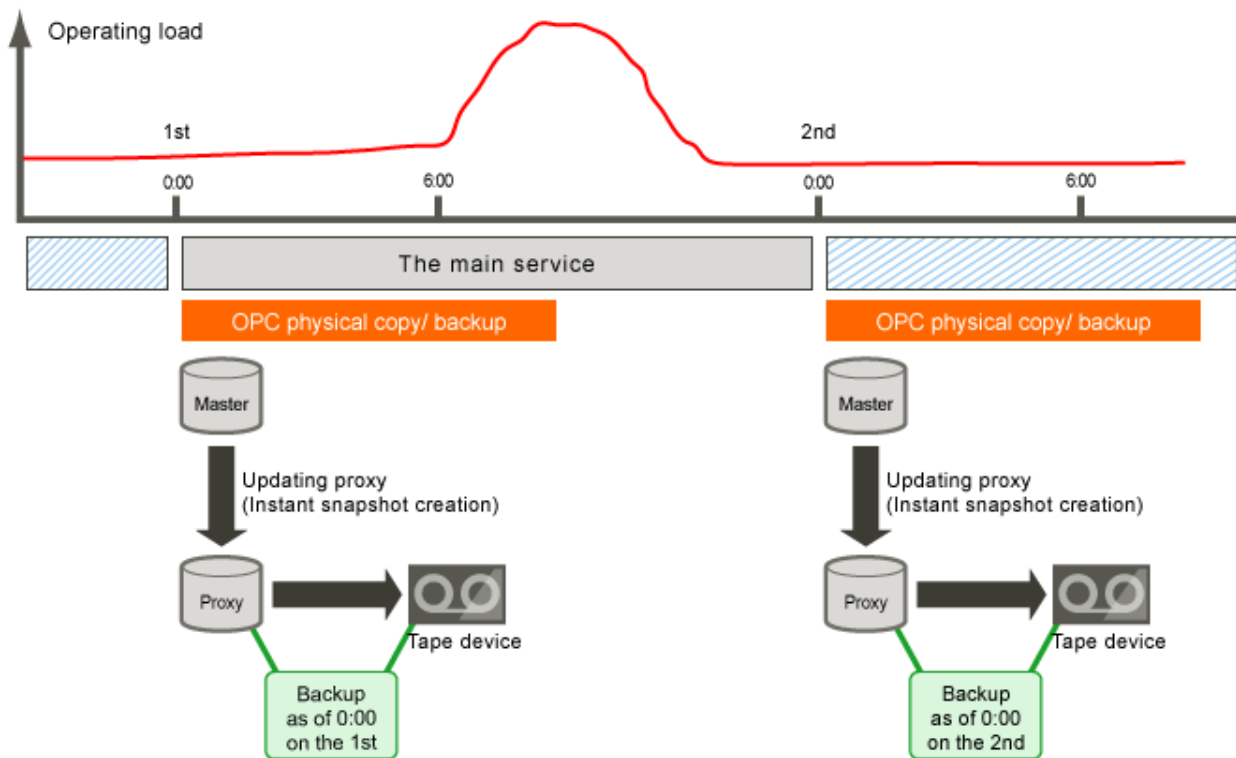 Operating load
1st
2nd
0:00
6:00
0:00
6:00
The main service
OPC physical copy/ backup
OPC physical copy/ backup
Master
Master
Updating proxy
(Instant snapshot creation)
Updating proxy
(Instant snapshot creation)
Proxy
Tape device
Proxy
Tape device
Backup
as of 0:00
on the 1st
Backup
as of 0:00
on the 2nd